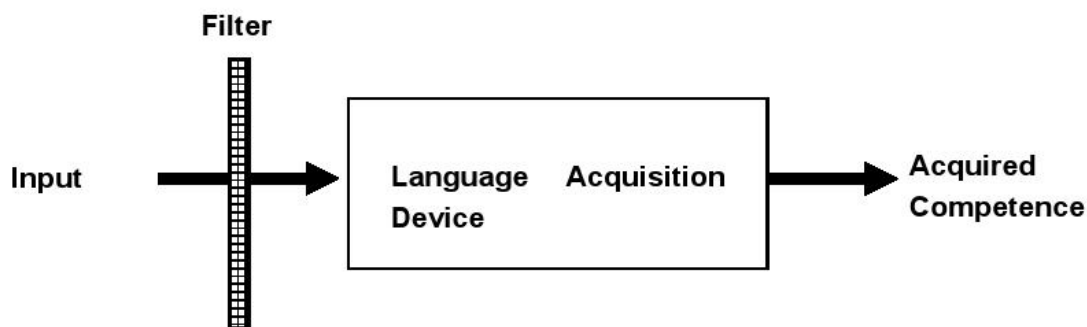 Filter
Input
Language Acquisition
Device
Acquired
Competence